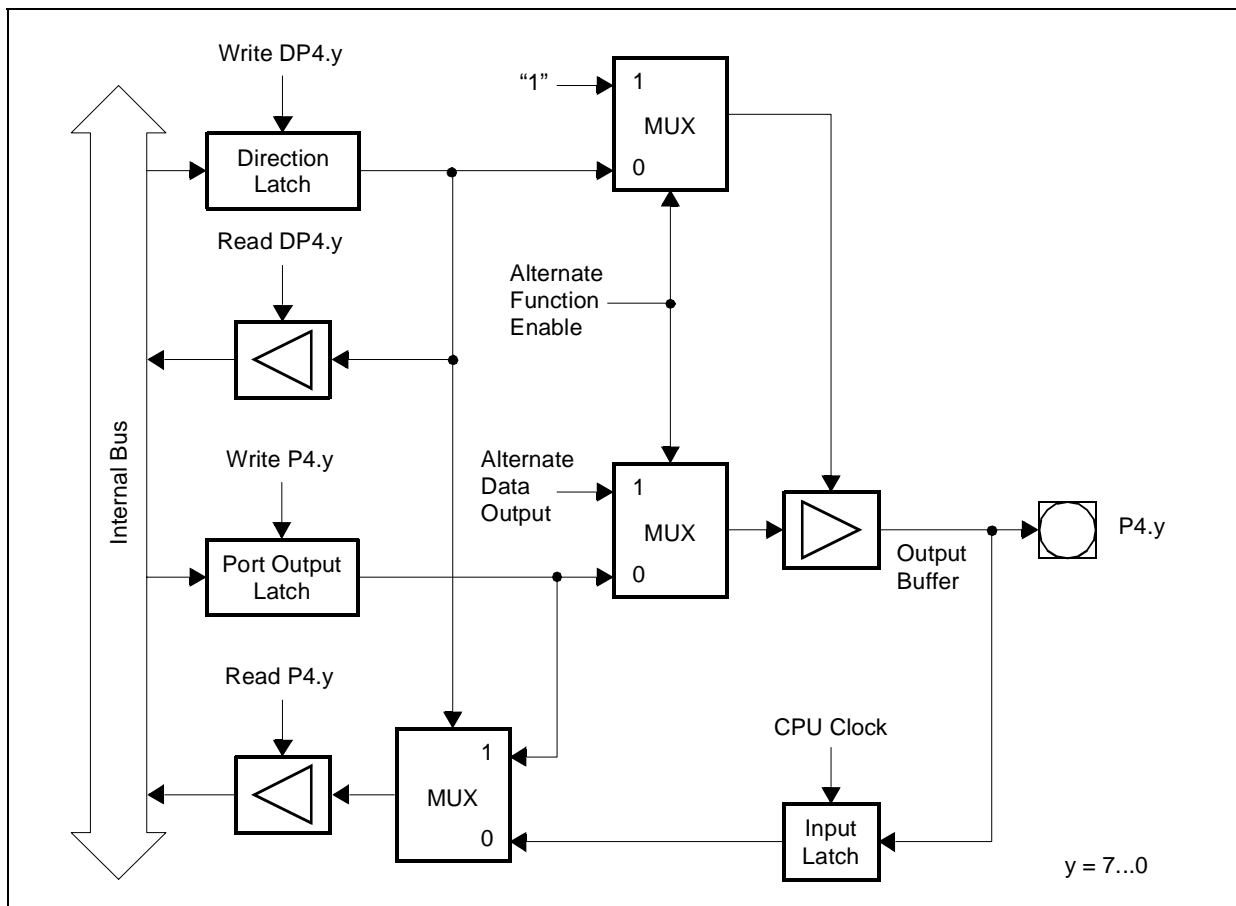 Write DP4.y
“1”
1
MUX
0
Direction
Latch
Read DP4.y
Alternate
Function
Enable
Internal Bus
Write P4.y
Alternate
Data
Output
1
MUX
0
P4.y
Output
Buffer
Port Output
Latch
Read P4.y
CPU Clock
1
MUX
0
Input
Latch
y = 7...0